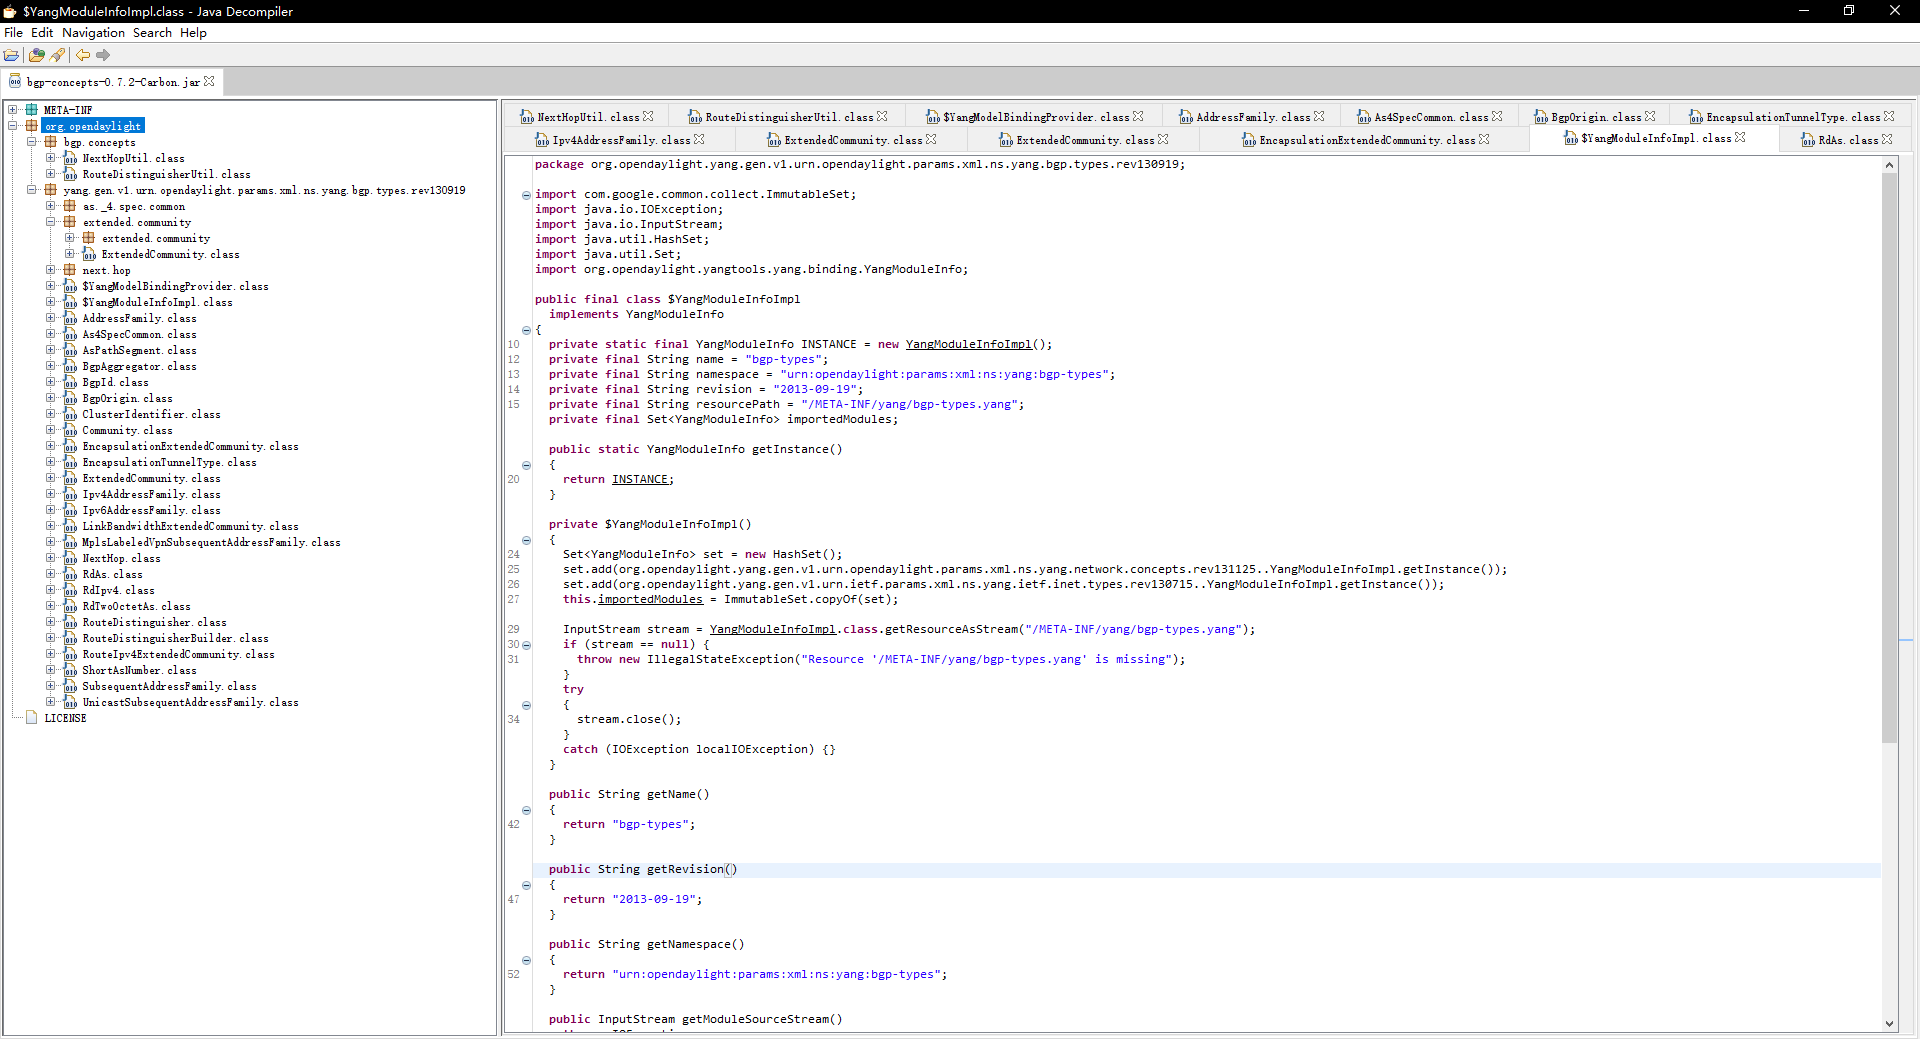 $YangModuleInfoImpl.class - Java Decompiler
File Edit Navigation Search Help
bgp-concepts-0.7.2-Carbon.jar
META-INF
org.opendaylight
bgp.concepts
NextHopUtil.class
RouteDistinguisherUtil.class
yang.gen.v1.urn.opendaylight.params.xml.ns.yang.bgp.types.rev130919
as._4.spec.common
extended.community
extended.community
ExtendedCommunity.class
next.hop
$YangModelBindingProvider.class
$YangModuleInfoImpl.class
AddressFamily.class
As4SpecCommon.class
AsPathSegment.class
BgpAggregator.class
BgpId.class
BgpOrigin.class
ClusterIdentifier.class
Community.class
EncapsulationExtendedCommunity.class
EncapsulationTunnelType.class
ExtendedCommunity.class
Ipv4AddressFamily.class
Ipv6AddressFamily.class
LinkBandwidthExtendedCommunity.class
MplsLabeledVpnSubsequentAddressFamily.class
NextHop.class
RdAs.class
RdIpv4.class
RdTwoOctetAs.class
RouteDistinguisher.class
RouteDistinguisherBuilder.class
RouteIpv4ExtendedCommunity.class
ShortAsNumber.class
SubsequentAddressFamily.class
UnicastSubsequentAddressFamily.class
LICENSE
NextHopUtil.class RouteDistinguisherUtil.class $YangModelBindingProvider.class AddressFamily.class As4SpecCommon.class BgpOrigin.class EncapsulationTunnelType.class
Ipv4AddressFamily.class ExtendedCommunity.class ExtendedCommunity.class EncapsulationExtendedCommunity.class $YangModuleInfoImpl.class RdAs.class
package org.opendaylight.yang.gen.v1.urn.opendaylight.params.xml.ns.yang.bgp.types.rev130919;
import com.google.common.collect.ImmutableSet;
import java.io.IOException;
import java.io.InputStream;
import java.util.HashSet;
import java.util.Set;
import org.opendaylight.yangtools.yang.binding.YangModuleInfo;
public final class $YangModuleInfoImpl
implements YangModuleInfo
{
10 private static final YangModuleInfo INSTANCE = new YangModuleInfoImpl();
12 private final String name = "bgp-types";
13 private final String namespace = "urn:opendaylight:params:xml:ns:yang:bgp-types";
14 private final String revision = "2013-09-19";
15 private final String resourcePath = "/META-INF/yang/bgp-types.yang";
private final Set<YangModuleInfo> importedModules;
public static YangModuleInfo getInstance()
{
20 return INSTANCE;
}
private $YangModuleInfoImpl()
{
24 Set<YangModuleInfo> set = new HashSet();
25 set.add(org.opendaylight.yang.gen.v1.urn.opendaylight.params.xml.ns.yang.network.concepts.rev131125..YangModuleInfoImpl.getInstance());
26 set.add(org.opendaylight.yang.gen.v1.urn.ietf.params.xml.ns.yang.ietf.inet.types.rev130715..YangModuleInfoImpl.getInstance());
27 this.importedModules = ImmutableSet.copyOf(set);
29 InputStream stream = YangModuleInfoImpl.class.getResourceAsStream("/META-INF/yang/bgp-types.yang");
30 if (stream == null) {
31 throw new IllegalStateException("Resource '/META-INF/yang/bgp-types.yang' is missing");
}
try
{
34 stream.close();
}
catch (IOException localIOException) {}
}
public String getName()
{
42 return "bgp-types";
}
public String getRevision()
{
47 return "2013-09-19";
}
public String getNamespace()
{
52 return "urn:opendaylight:params:xml:ns:yang:bgp-types";
}
public InputStream getModuleSourceStream()